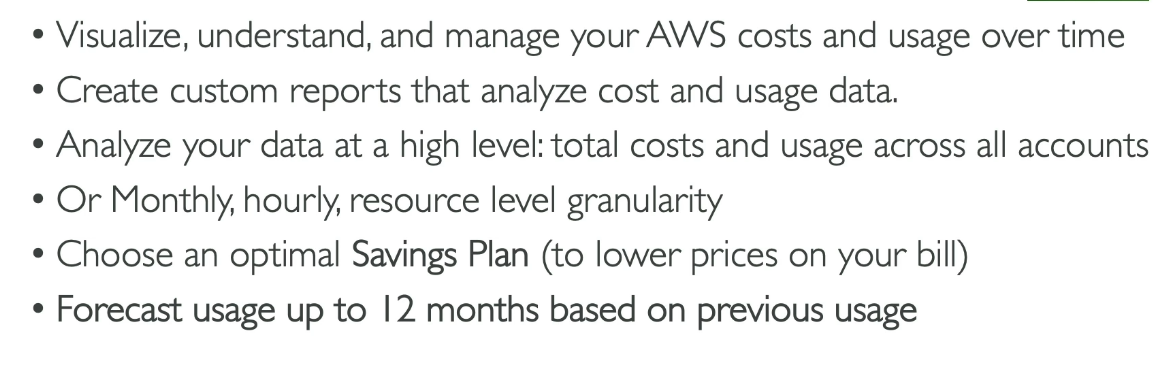 • Visualize, understand, and manage your AWS costs and usage over time
• Create custom reports that analyze cost and usage data.
• Analyze your data at a high level: total costs and usage across all accounts
• Or Monthly, hourly, resource level granularity
• Choose an optimal Savings Plan (to lower prices on your bill)
• Forecast usage up to 12 months based on previous usage